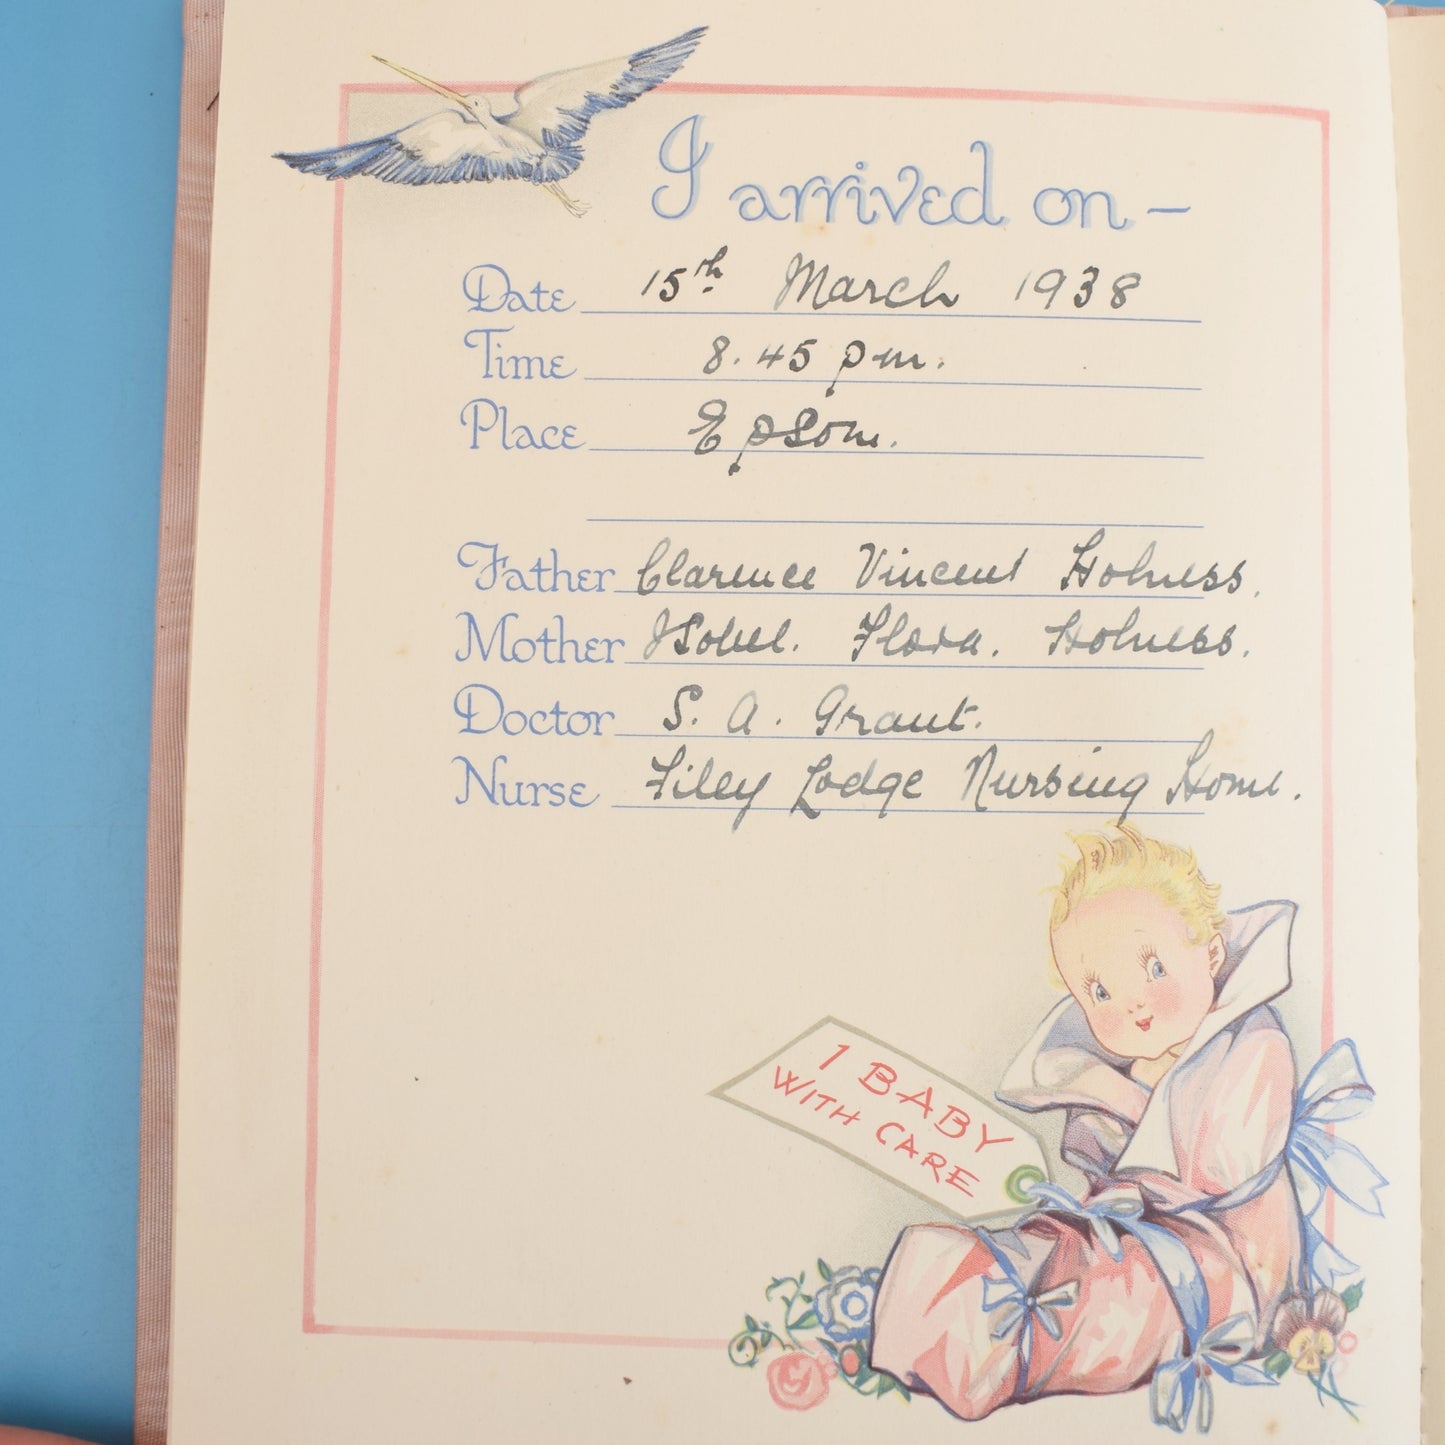 I arrived on –
Date 15th March 1938
Time 8.45 pm.
Place Epsom.
Father Clarence Vincent Holness.
Mother Isobel. Flora. Holness.
Doctor S. A. Grant.
Nurse Filey Lodge Nursing Home.
1 BABY
WITH CARE